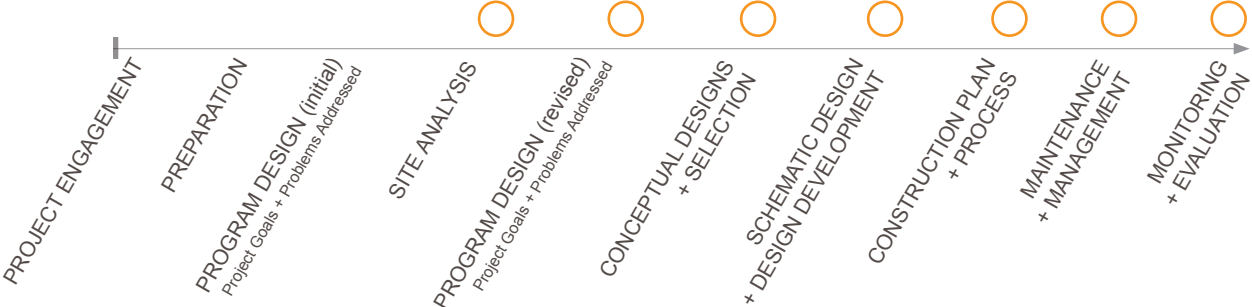 PROJECT ENGAGEMENT
PREPARATION
PROGRAM DESIGN (initial)
Project Goals + Problems Addressed
SITE ANALYSIS
PROGRAM DESIGN (revised)
Project Goals + Problems Addressed
CONCEPTUAL DESIGNS
+ SELECTION
SCHEMATIC DESIGN
+ DESIGN DEVELOPMENT
CONSTRUCTION PLAN
+ PROCESS
MAINTENANCE
+ MANAGEMENT
MONITORING
+ EVALUATION